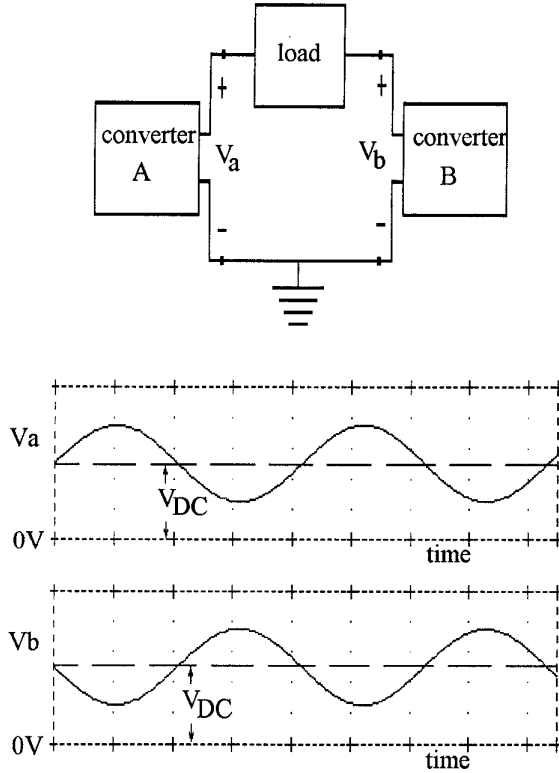 load
+
+
converter
A
Va
Vb
converter
B
-
-
Va
VDC
0V
time
Vb
VDC
0V
time